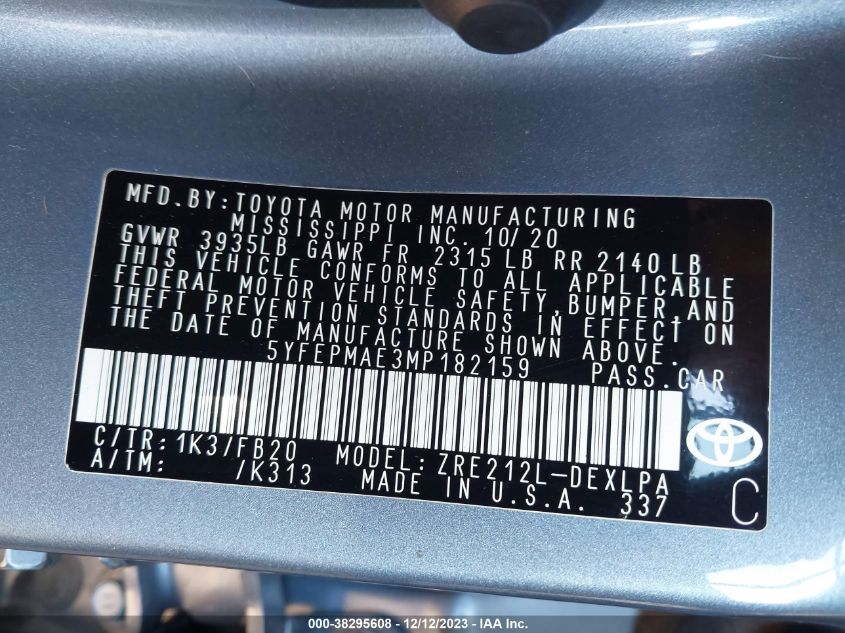 MFD.BY:TOYOTA MOTOR MANUFACTURING
MISSISSIPPI INC. 10/20
GVWR 3935LB GAWR FR 2315 LB RR 2140 LB
THIS VEHICLE CONFORMS TO ALL APPLICABLE
FEDERAL MOTOR VEHICLE SAFETY,BUMPER,AND
THEFT PREVENTION STANDARDS IN EFFECT ON
THE DATE OF MANUFACTURE SHOWN ABOVE.
5YFEPMAE3MP182159 PASS.CAR
C/TR:1K3/FB20 MODEL:ZRE212L-DEXLPA
A/TM: /K313 MADE IN U.S.A. 337
C
000-38295608 - 12/12/2023 - IAA Inc.